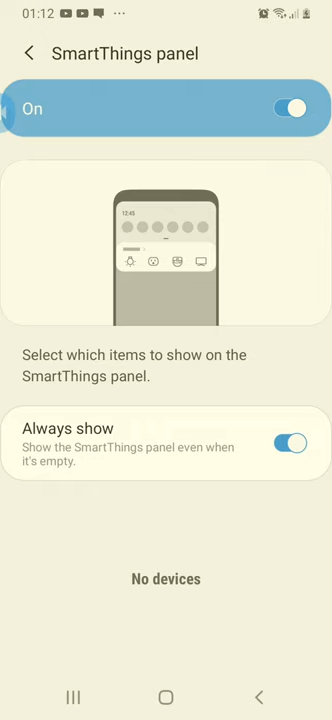 01:12
SmartThings panel
On
12:45
Select which items to show on the
SmartThings panel.
Always show
Show the SmartThings panel even when
it's empty.
No devices